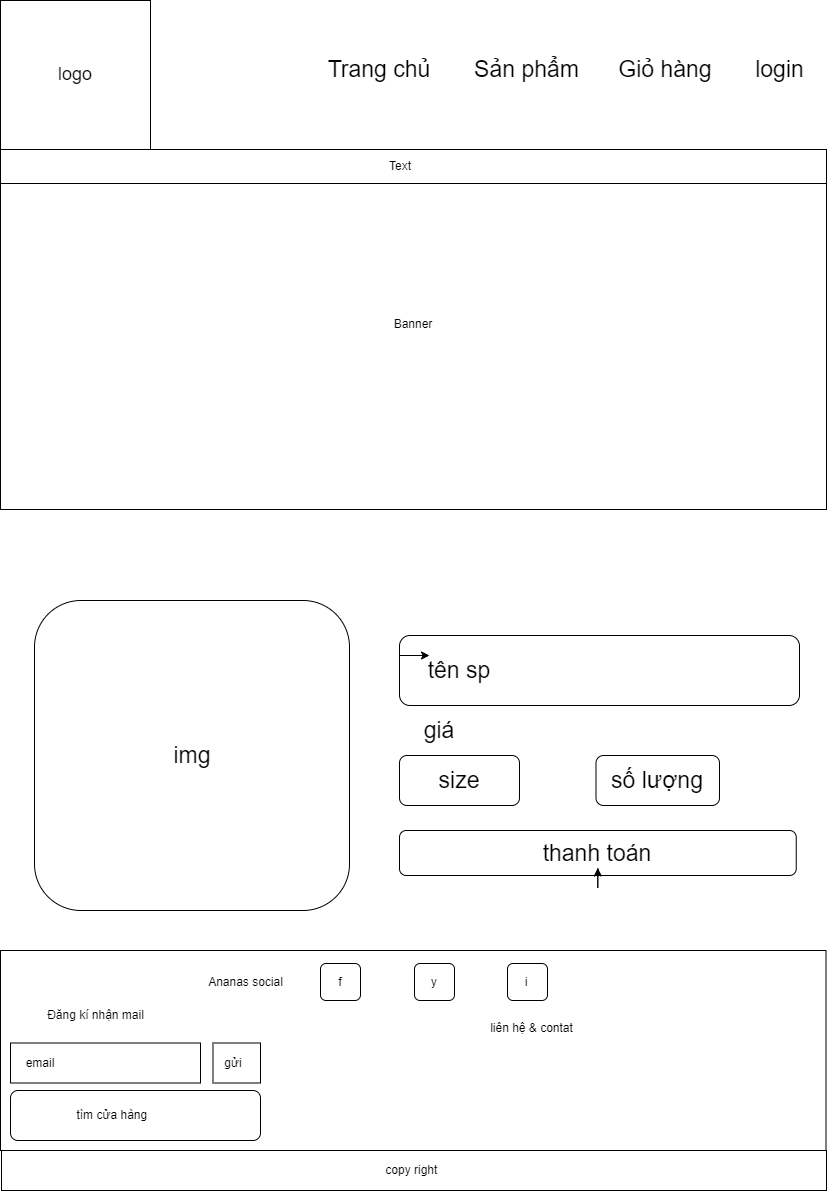 logo
Trang chủ
Sản phẩm
Giỏ hàng
login
Text
Banner
img
tên sp
giá
size
số lượng
thanh toán
Ananas social
f
y
i
Đăng kí nhận mail
liên hệ & contat
email
gửi
tìm cửa hàng
copy right